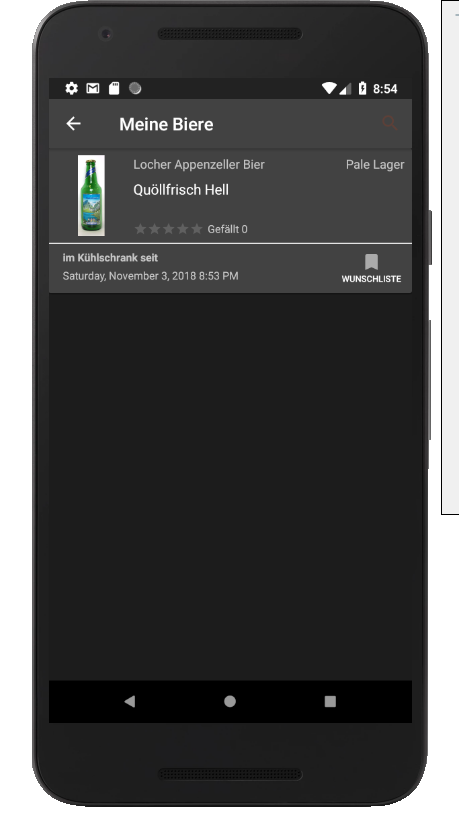 8:54
Meine Biere
Locher Appenzeller Bier
Pale Lager
Quöllfrisch Hell
Gefällt 0
im Kühlschrank seit
Saturday, November 3, 2018 8:53 PM
WUNSCHLISTE